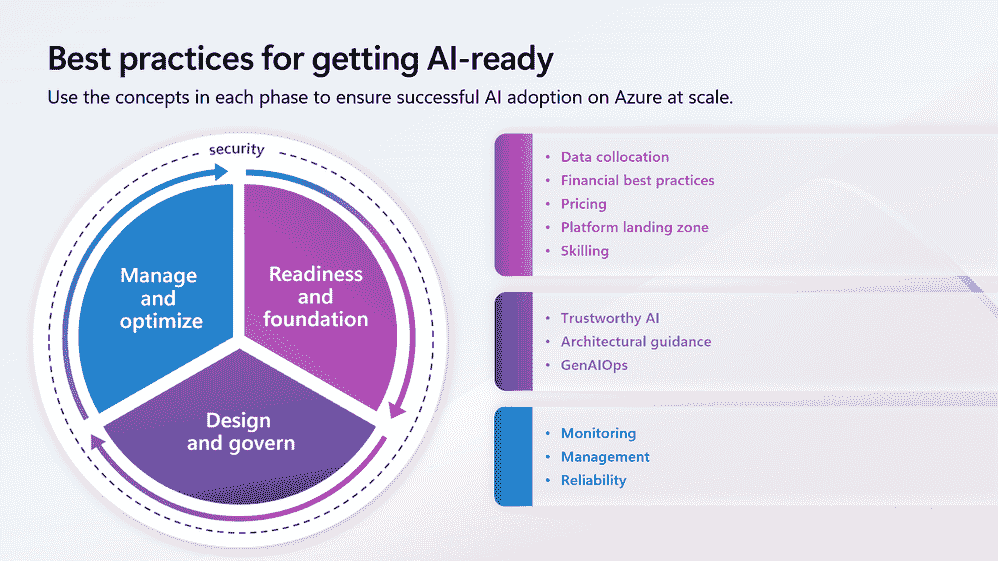 Best practices for getting AI-ready
Use the concepts in each phase to ensure successful AI adoption on Azure at scale.
security
Manage
and
optimize
Readiness
and
foundation
Design
and govern
• Data collocation
• Financial best practices
• Pricing
• Platform landing zone
• Skilling
• Trustworthy AI
• Architectural guidance
• GenAIOps
• Monitoring
• Management
• Reliability